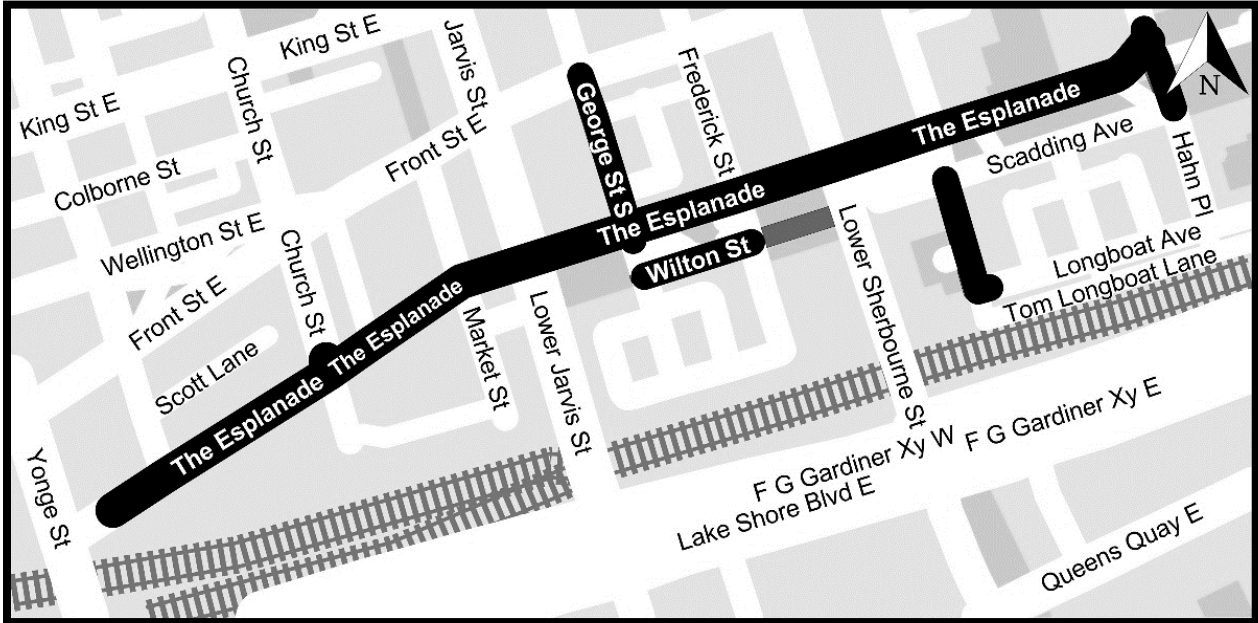 King St E
Jarvis St
King St E
Church St
Front St E
George St S
Frederick St
The Esplanade
N
Scadding Ave
Hahn Pl
Colborne St
Wellington St E
The Esplanade
Wilton St
Lower Sherbourne St
Longboat Ave
Tom Longboat Lane
Church St
Front St E
The Esplanade
Market St
Lower Jarvis St
Scott Lane
The Esplanade
Yonge St
F G Gardiner Xy W
F G Gardiner Xy E
Lake Shore Blvd E
Queens Quay E